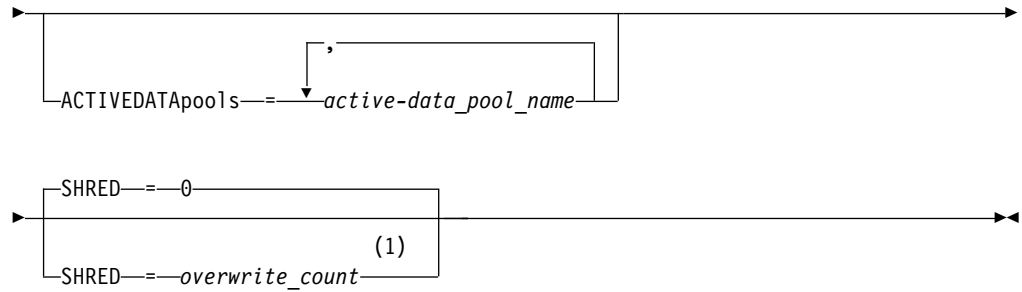 ,
ACTIVEDATApools = active-data_pool_name
SHRED = 0
(1)
SHRED = overwrite_count